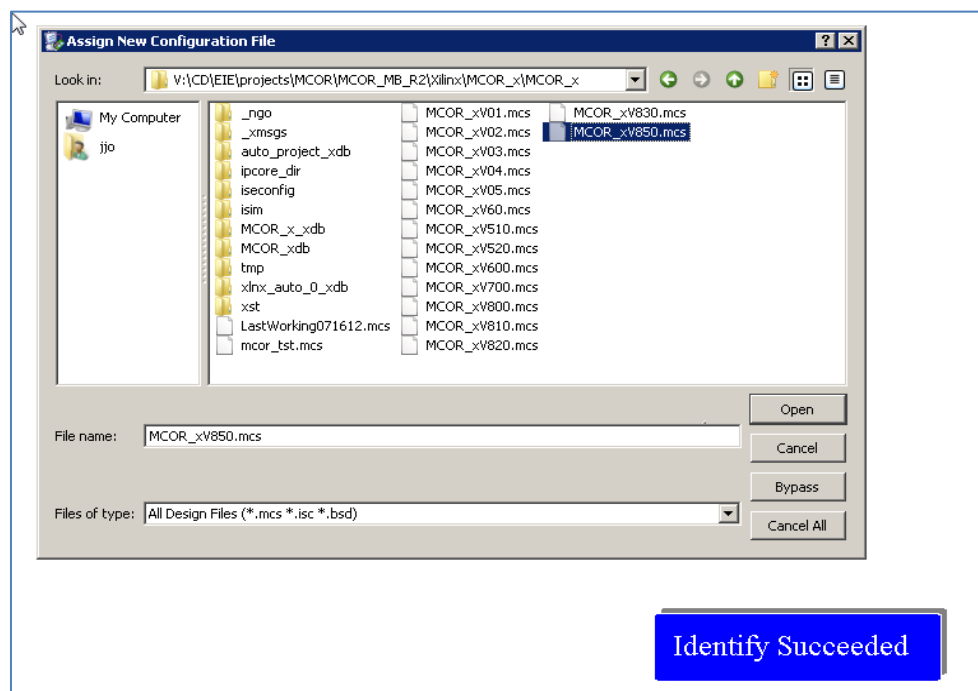 Assign New Configuration File
Look in: V:\CD\EIE\projects\MCOR\MCOR_MB_R2\Xilinx\MCOR_x\MCOR_x
My Computer
jjo
_ngo
_xmsgs
auto_project_xdb
ipcore_dir
iseconfig
isim
MCOR_x_xdb
MCOR_xdb
tmp
xlnx_auto_0_xdb
xst
LastWorking071612.mcs
mcor_tst.mcs
MCOR_xV01.mcs
MCOR_xV02.mcs
MCOR_xV03.mcs
MCOR_xV04.mcs
MCOR_xV05.mcs
MCOR_xV60.mcs
MCOR_xV510.mcs
MCOR_xV520.mcs
MCOR_xV600.mcs
MCOR_xV700.mcs
MCOR_xV800.mcs
MCOR_xV810.mcs
MCOR_xV820.mcs
MCOR_xV830.mcs
MCOR_xV850.mcs
Open
File name: MCOR_xV850.mcs
Cancel
Bypass
Files of type: All Design Files (*.mcs *.isc *.bsd)
Cancel All
Identify Succeeded